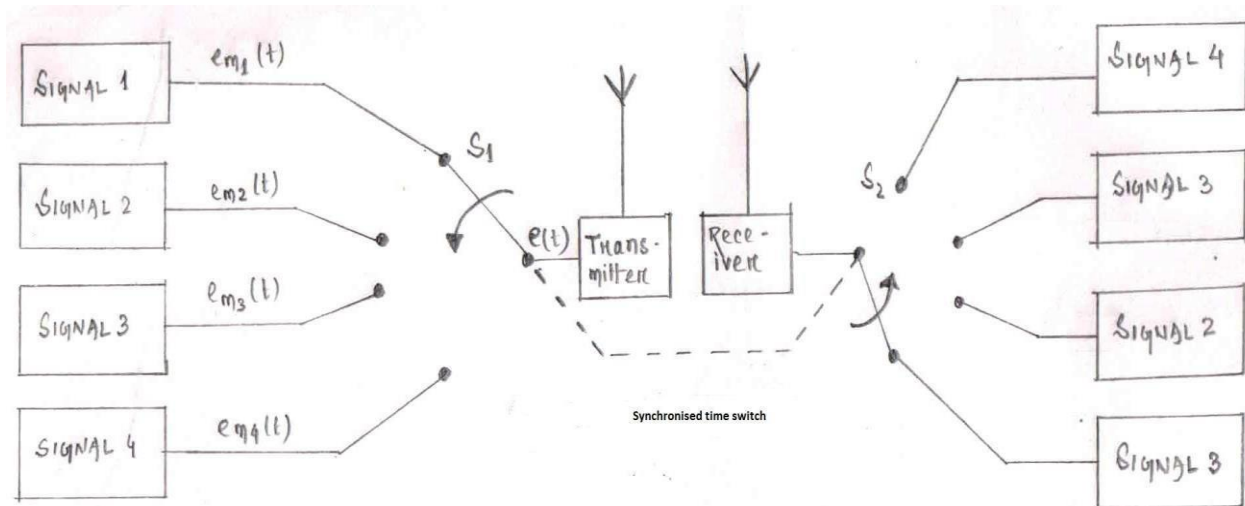 SIGNAL 1
em1(t)
SIGNAL 2
em2(t)
SIGNAL 3
em3(t)
SIGNAL 4
em4(t)
S1
e(t)
Trans-
mitter
Rece-
iver
Synchronised time switch
S2
SIGNAL 4
SIGNAL 3
SIGNAL 2
SIGNAL 3